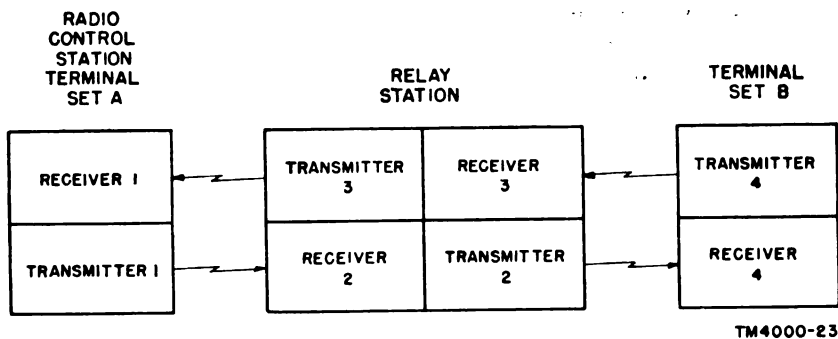 RADIO
CONTROL
STATION
TERMINAL
SET A
RELAY
STATION
TERMINAL
SET B
RECEIVER 1
TRANSMITTER
3
RECEIVER
3
TRANSMITTER
4
TRANSMITTER 1
RECEIVER
2
TRANSMITTER
2
RECEIVER
4
TM4000-23